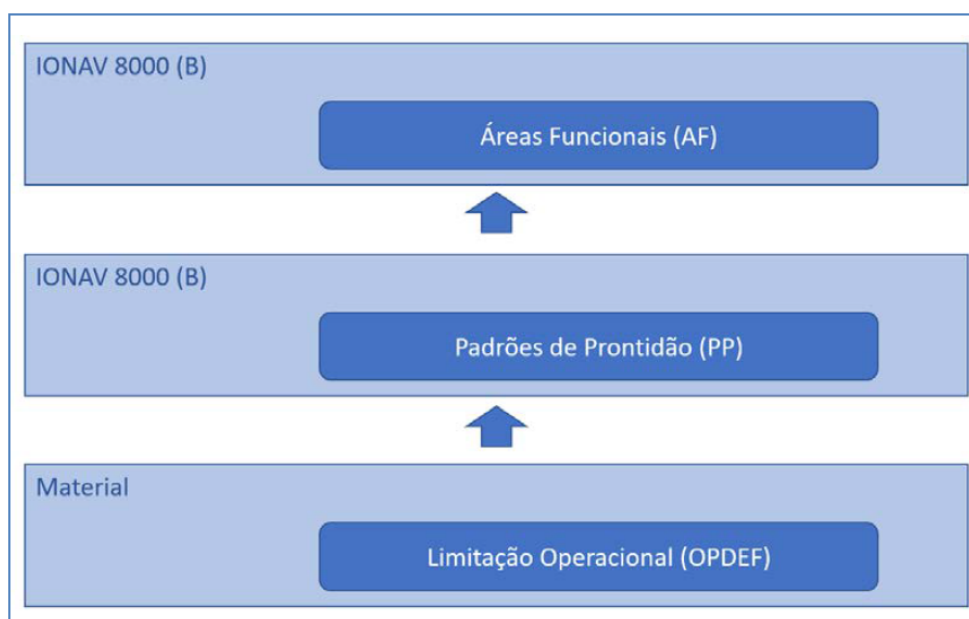 IONAV 8000 (B)
Áreas Funcionais (AF)
IONAV 8000 (B)
Padrões de Prontidão (PP)
Material
Limitação Operacional (OPDEF)